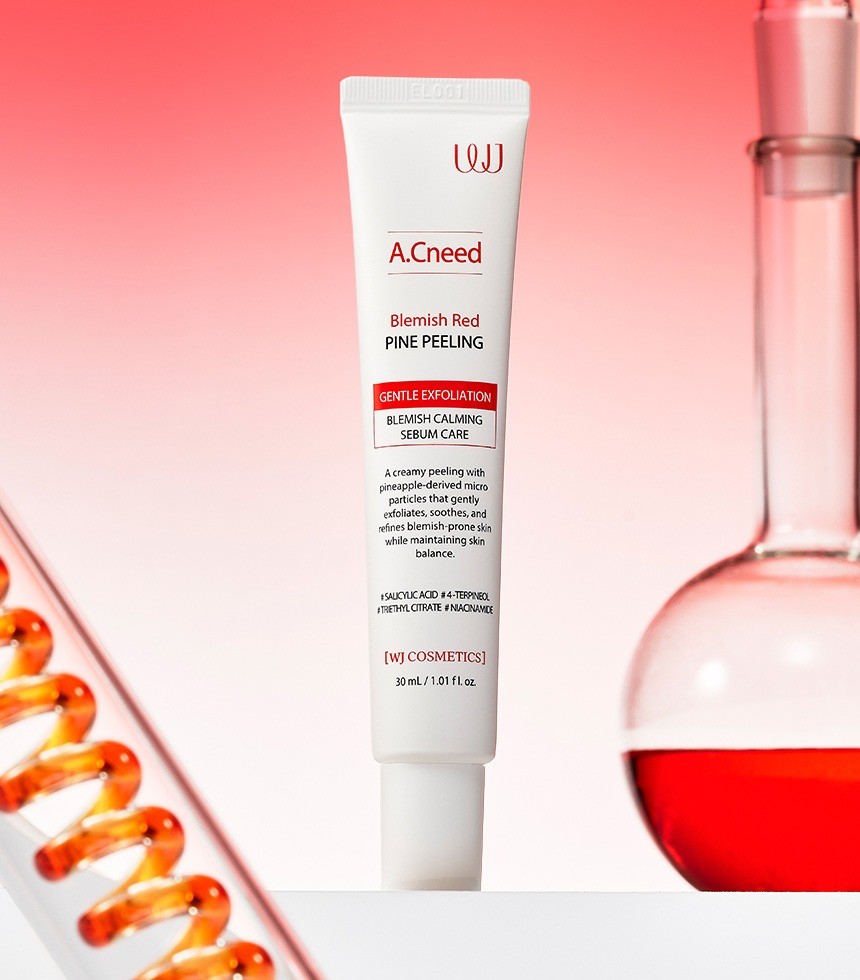 EL001
WJ
A.Cneed
Blemish Red
PINE PEELING
GENTLE EXFOLIATION
BLEMISH CALMING
SEBUM CARE
A creamy peeling with
pineapple-derived micro
particles that gently
exfoliates, soothes, and
refines blemish-prone skin
while maintaining skin
balance.
#SALICYLIC ACID #4-TERPINEOL
#TRIETHYL CITRATE #NIACINAMIDE
[WJ COSMETICS]
30 mL / 1.01 fl. oz.